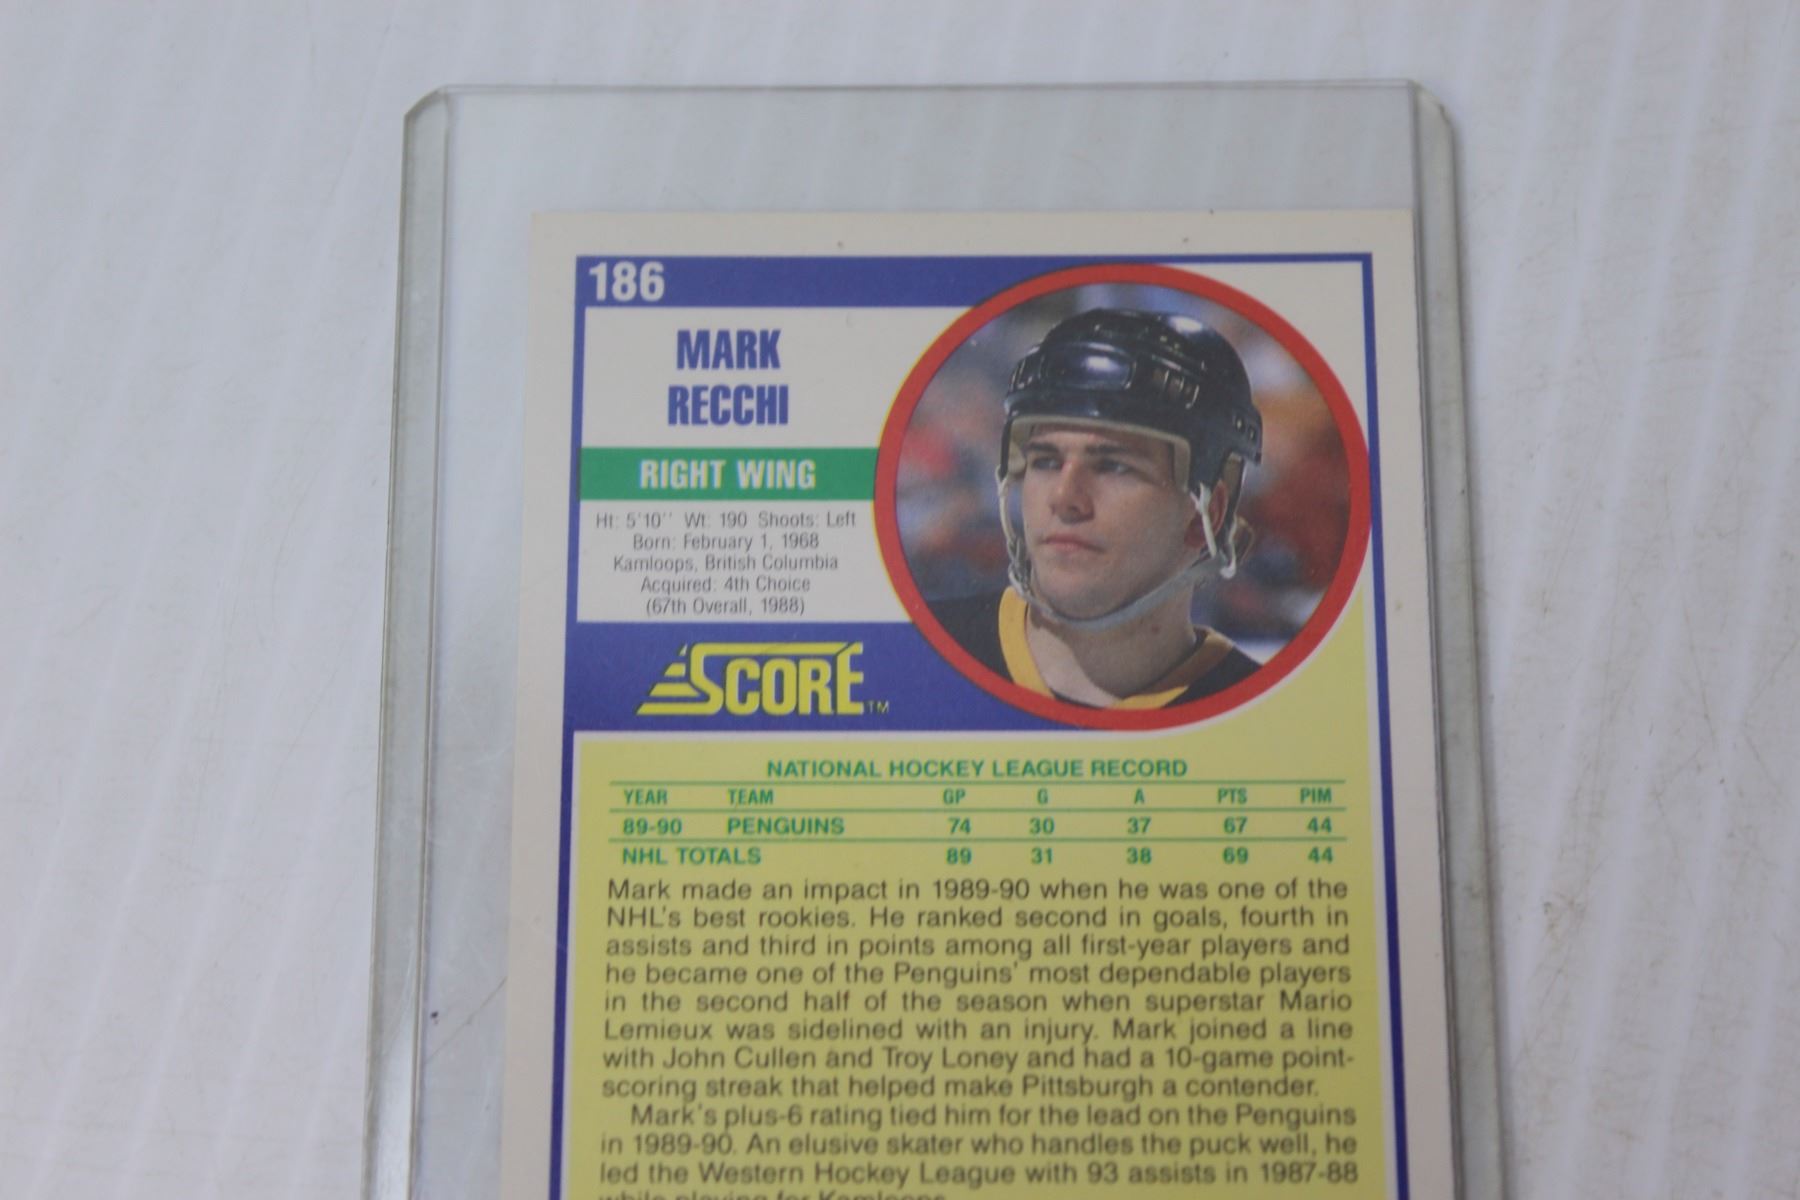 186
MARK
RECCHI
RIGHT WING
Ht: 5'10'' Wt: 190 Shoots: Left
Born: February 1, 1968
Kamloops, British Columbia
Acquired: 4th Choice
(67th Overall, 1988)
SCORE™
NATIONAL HOCKEY LEAGUE RECORD
YEAR TEAM GP G A PTS PIM
89-90 PENGUINS 74 30 37 67 44
NHL TOTALS 89 31 38 69 44
Mark made an impact in 1989-90 when he was one of the
NHL's best rookies. He ranked second in goals, fourth in
assists and third in points among all first-year players and
he became one of the Penguins' most dependable players
in the second half of the season when superstar Mario
Lemieux was sidelined with an injury. Mark joined a line
with John Cullen and Troy Loney and had a 10-game point-
scoring streak that helped make Pittsburgh a contender.
Mark's plus-6 rating tied him for the lead on the Penguins
in 1989-90. An elusive skater who handles the puck well, he
led the Western Hockey League with 93 assists in 1987-88
while playing for Kamloops.